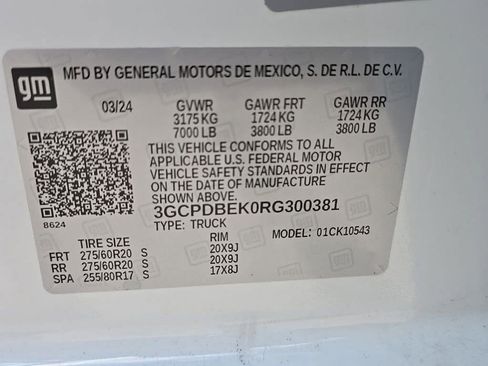 gm
MFD BY GENERAL MOTORS DE MEXICO, S. DE R.L. DE C.V.
03/24 GVWR GAWR FRT GAWR RR
3175 KG 1724 KG 1724 KG
7000 LB 3800 LB 3800 LB
THIS VEHICLE CONFORMS TO ALL
APPLICABLE U.S. FEDERAL MOTOR
VEHICLE SAFETY STANDARDS IN EFFECT
ON THE DATE OF MANUFACTURE
SHOWN ABOVE.
3GCPDBEK0RG300381
8624 TYPE: TRUCK MODEL: 01CK10543
TIRE SIZE RIM
FRT 275/60R20 S 20X9J
RR 275/60R20 S 20X9J
SPA 255/80R17 S 17X8J